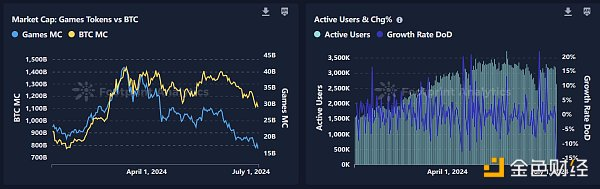 Market Cap: Games Tokens vs BTC
Games MC
BTC MC
BTC MC
1,500B
1,400B
1,300B
1,200B
1,100B
1,000B
900B
800B
700B
45B
40B
35B
30B
25B
20B
15B
Games MC
April 1, 2024
July 1, 2024
Footprint Analytics
Active Users & Chg%
Active Users
Growth Rate DoD
Active Users
3,500K
3,000K
2,500K
2,000K
1,500K
1,000K
500K
0K
20%
15%
10%
5%
0%
-5%
-10%
-15%
Growth Rate DoD
April 1, 2024
Footprint Analytics
金色财经